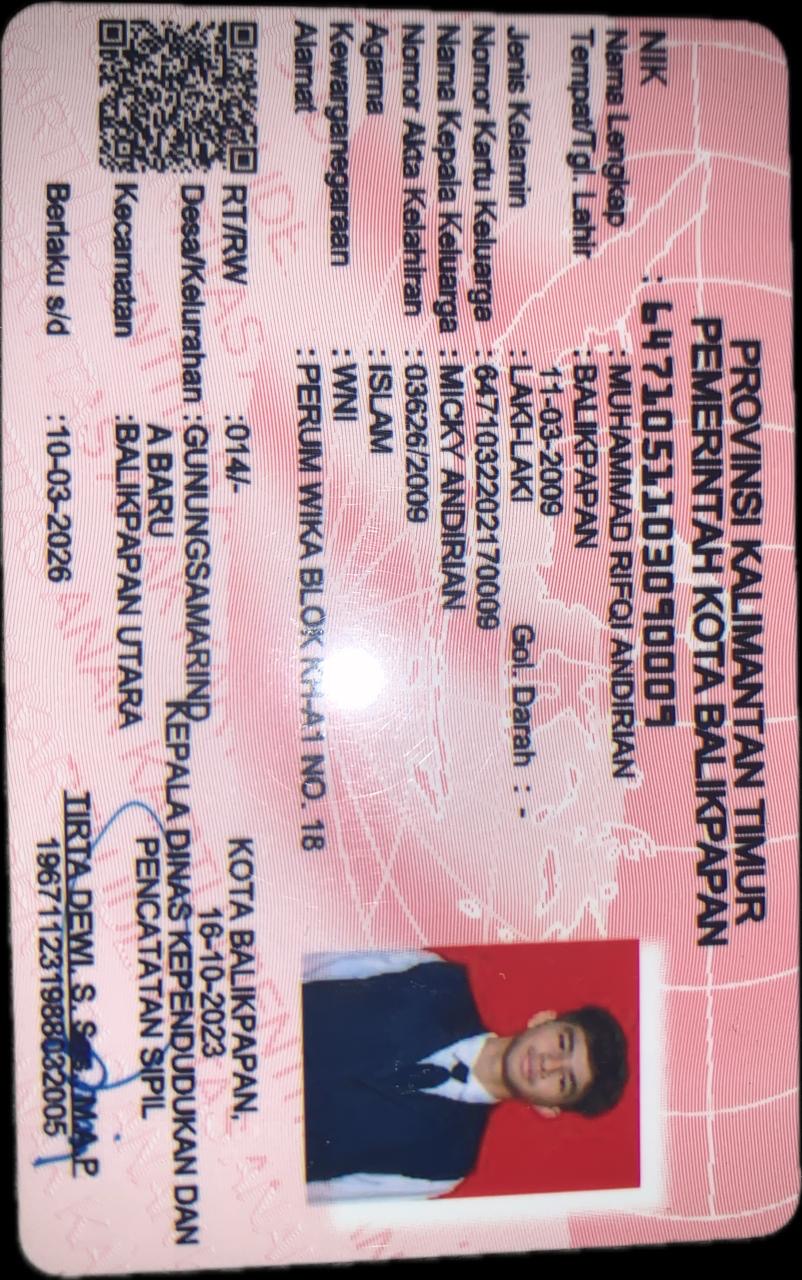 PROVINSI KALIMANTAN TIMUR
PEMERINTAH KOTA BALIKPAPAN
NIK : 6471051103090009
Nama Lengkap : MUHAMMAD RIFQI ANDIRIAN
Tempat/Tgl. Lahir : BALIKPAPAN
11-03-2009
Jenis Kelamin : LAKI-LAKI Gol. Darah : -
Nomor Kartu Keluarga : 6471032202170009
Nama Kepala Keluarga : MICKY ANDIRIAN
Nomor Akta Kelahiran : 03626/2009
Agama : ISLAM
Kewarganegaraan : WNI
Alamat : PERUM WIKA BLOK KH-A1 NO. 18
RT/RW : 014/-
Desa/Kelurahan : GUNUNGSAMARIND
A BARU
Kecamatan : BALIKPAPAN UTARA
Berlaku s/d : 10-03-2026
KOTA BALIKPAPAN,
16-10-2023
KEPALA DINAS KEPENDUDUKAN DAN
PENCATATAN SIPIL
TIRTA DEWI, S. M.A.P
196711231988032005